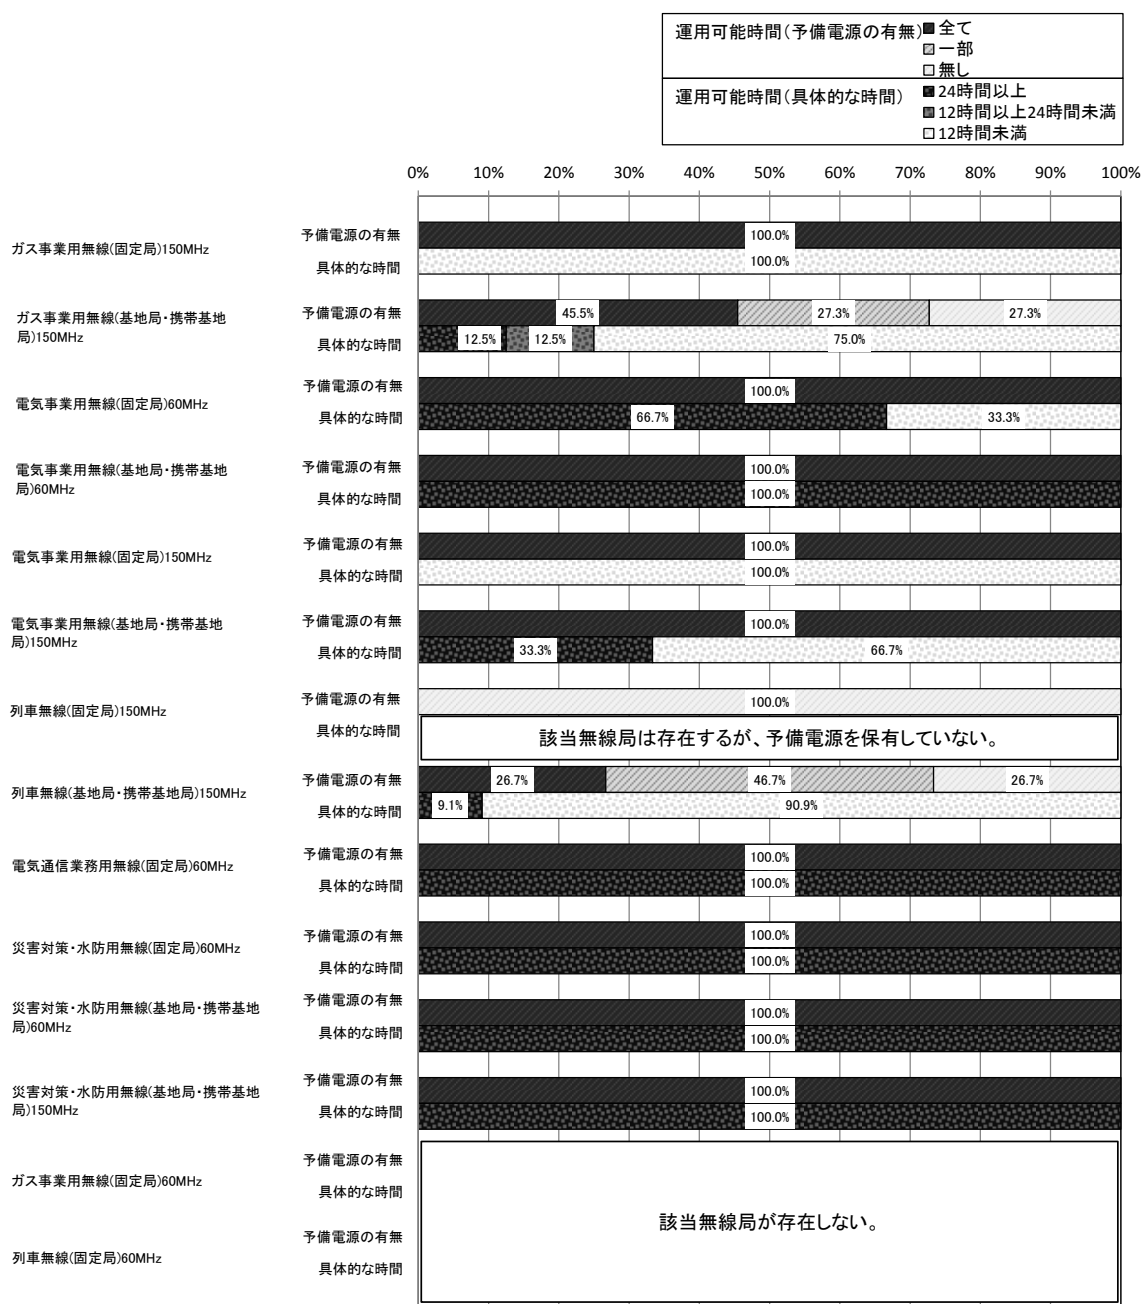 運用可能時間(予備電源の有無)
全て
一部
無し
運用可能時間(具体的な時間)
24時間以上
12時間以上24時間未満
12時間未満
0% 10% 20% 30% 40% 50% 60% 70% 80% 90% 100%
ガス事業用無線(固定局)150MHz
予備電源の有無
100.0%
具体的な時間
100.0%
ガス事業用無線(基地局・携帯基地
局)150MHz
予備電源の有無
45.5% 27.3% 27.3%
具体的な時間
12.5% 12.5% 75.0%
電気事業用無線(固定局)60MHz
予備電源の有無
100.0%
具体的な時間
66.7% 33.3%
電気事業用無線(基地局・携帯基地
局)60MHz
予備電源の有無
100.0%
具体的な時間
100.0%
電気事業用無線(固定局)150MHz
予備電源の有無
100.0%
具体的な時間
100.0%
電気事業用無線(基地局・携帯基地
局)150MHz
予備電源の有無
100.0%
具体的な時間
33.3% 66.7%
列車無線(固定局)150MHz
予備電源の有無
100.0%
具体的な時間
該当無線局は存在するが、予備電源を保有していない。
列車無線(基地局・携帯基地局)150MHz
予備電源の有無
26.7% 46.7% 26.7%
具体的な時間
9.1% 90.9%
電気通信業務用無線(固定局)60MHz
予備電源の有無
100.0%
具体的な時間
100.0%
災害対策・水防用無線(固定局)60MHz
予備電源の有無
100.0%
具体的な時間
100.0%
災害対策・水防用無線(基地局・携帯基地
局)60MHz
予備電源の有無
100.0%
具体的な時間
100.0%
災害対策・水防用無線(基地局・携帯基地
局)150MHz
予備電源の有無
100.0%
具体的な時間
100.0%
ガス事業用無線(固定局)60MHz
予備電源の有無
具体的な時間
該当無線局が存在しない。
列車無線(固定局)60MHz
予備電源の有無
具体的な時間